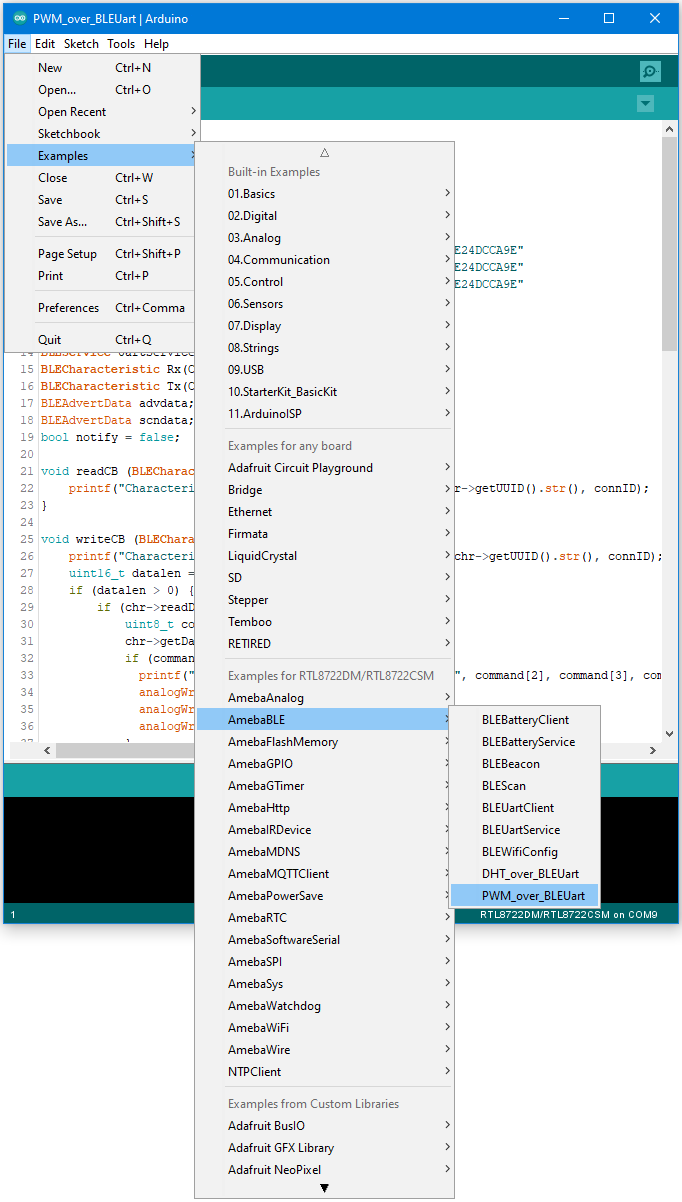 PWM_over_BLEUart | Arduino
File Edit Sketch Tools Help
New Ctrl+N
Open... Ctrl+O
Open Recent
Sketchbook
Examples
Close Ctrl+W
Save Ctrl+S
Save As... Ctrl+Shift+S
Page Setup Ctrl+Shift+P
Print Ctrl+P
Preferences Ctrl+Comma
Quit Ctrl+Q
Built-in Examples
01.Basics
02.Digital
03.Analog
04.Communication
05.Control
06.Sensors
07.Display
08.Strings
09.USB
10.StarterKit_BasicKit
11.ArduinoISP
Examples for any board
Adafruit Circuit Playground
Bridge
Ethernet
Firmata
LiquidCrystal
SD
Stepper
Temboo
RETIRED
Examples for RTL8722DM/RTL8722CSM
AmebaAnalog
AmebaBLE
AmebaFlashMemory
AmebaGPIO
AmebaGTimer
AmebaHttp
AmebaIRDevice
AmebaMDNS
AmebaMQTTClient
AmebaPowerSave
AmebaRTC
AmebaSoftwareSerial
AmebaSPI
AmebaSys
AmebaWatchdog
AmebaWiFi
AmebaWire
NTPClient
Examples from Custom Libraries
Adafruit BusIO
Adafruit GFX Library
Adafruit NeoPixel
BLEBatteryClient
BLEBatteryService
BLEBeacon
BLEScan
BLEUartClient
BLEUartService
BLEWifiConfig
DHT_over_BLEUart
PWM_over_BLEUart
E24DCCA9E"
E24DCCA9E"
E24DCCA9E"
15 BLECharacteristic Rx(C
16 BLECharacteristic Tx(C
17 BLEAdvertData advdata;
18 BLEAdvertData scndata;
19 bool notify = false;
20
21 void readCB (BLECharac
22 printf("Characteri r->getUUID().str(), connID);
23 }
24
25 void writeCB (BLEChara
26 printf("Characteri chr->getUUID().str(), connID);
27 uint16_t datalen =
28 if (datalen > 0) {
29 if (chr->readD
30 uint8_t co
31 chr->getDa
32 if (comman
33 printf(" ", command[2], command[3], com
34 analogWr
35 analogWr
36 analogWr
1 RTL8722DM/RTL8722CSM on COM9